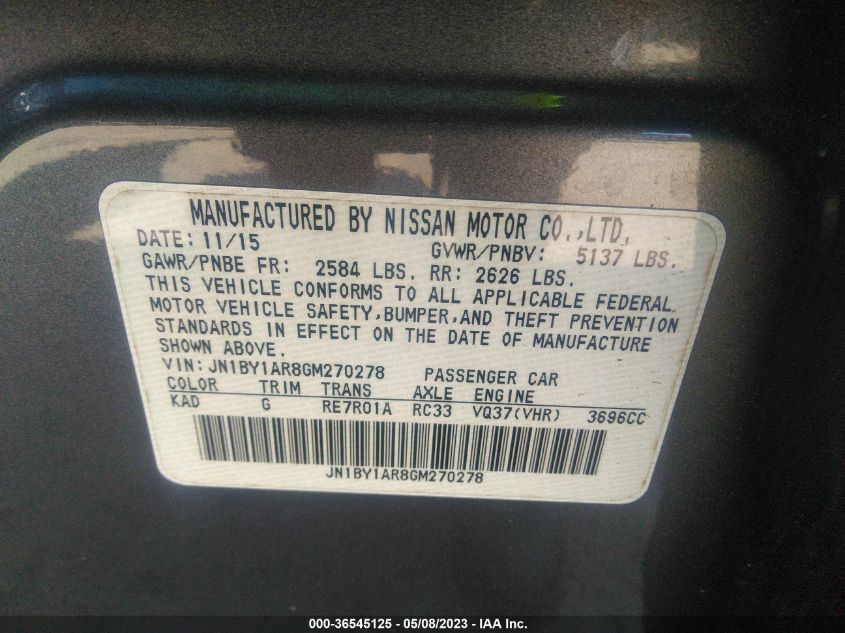 MANUFACTURED BY NISSAN MOTOR CO.,LTD.
DATE: 11/15 GVWR/PNBV: 5137 LBS.
GAWR/PNBE FR: 2584 LBS. RR: 2626 LBS.
THIS VEHICLE CONFORMS TO ALL APPLICABLE FEDERAL
MOTOR VEHICLE SAFETY, BUMPER, AND THEFT PREVENTION
STANDARDS IN EFFECT ON THE DATE OF MANUFACTURE
SHOWN ABOVE.
VIN: JN1BY1AR8GM270278 PASSENGER CAR
COLOR TRIM TRANS AXLE ENGINE
KAD G RE7R01A RC33 VQ37(VHR) 3696CC
JN1BY1AR8GM270278
000-36545125 - 05/08/2023 - IAA Inc.